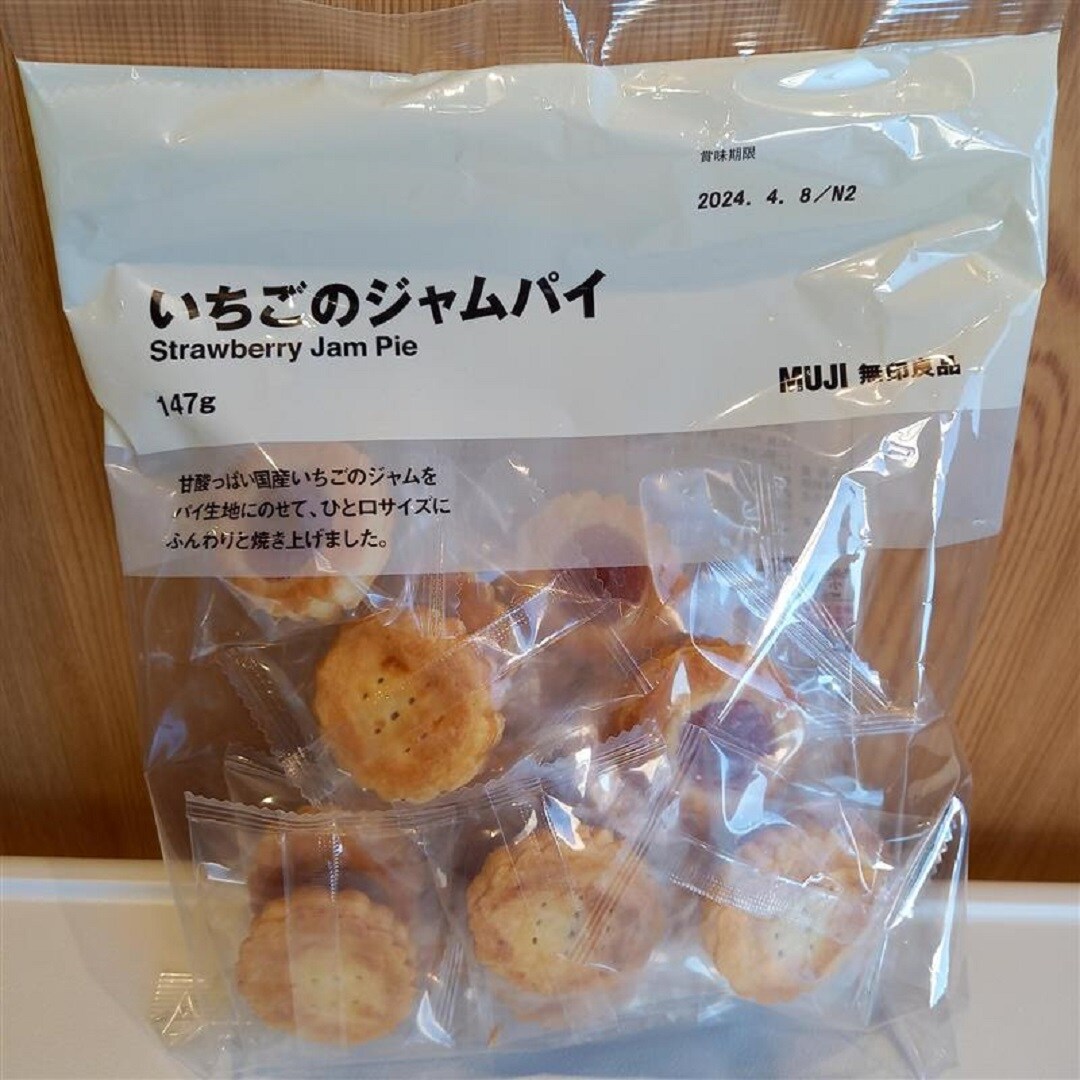 賞味期限
2024. 4. 8/N2
いちごのジャムパイ
Strawberry Jam Pie
147g
MUJI 無印良品
甘酸っぱい国産いちごのジャムを
パイ生地にのせて、ひと口サイズに
ふんわりと焼き上げました。